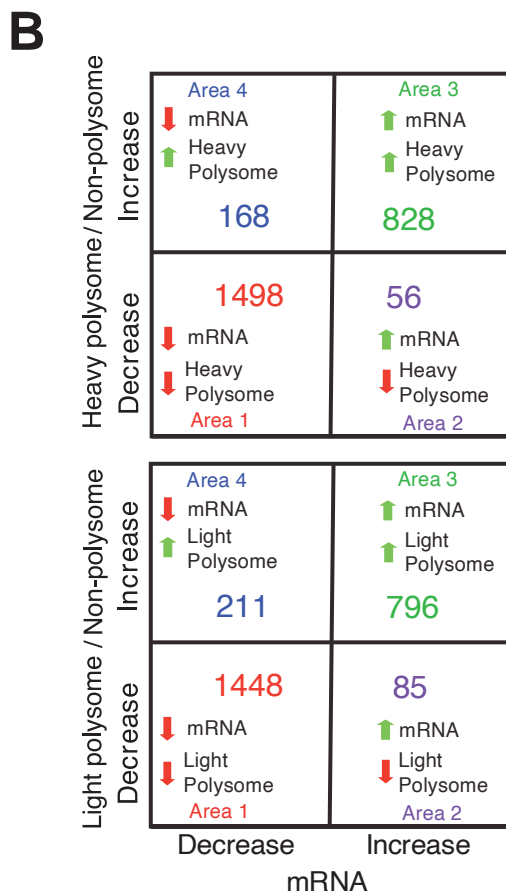 B
Heavy polysome / Non-polysome
Increase
Decrease
Area 4
mRNA
Heavy
Polysome
168
Area 3
mRNA
Heavy
Polysome
828
1498
mRNA
Heavy
Polysome
Area 1
56
mRNA
Heavy
Polysome
Area 2
Light polysome / Non-polysome
Increase
Decrease
Area 4
mRNA
Light
Polysome
211
Area 3
mRNA
Light
Polysome
796
1448
mRNA
Light
Polysome
Area 1
85
mRNA
Light
Polysome
Area 2
Decrease
Increase
mRNA